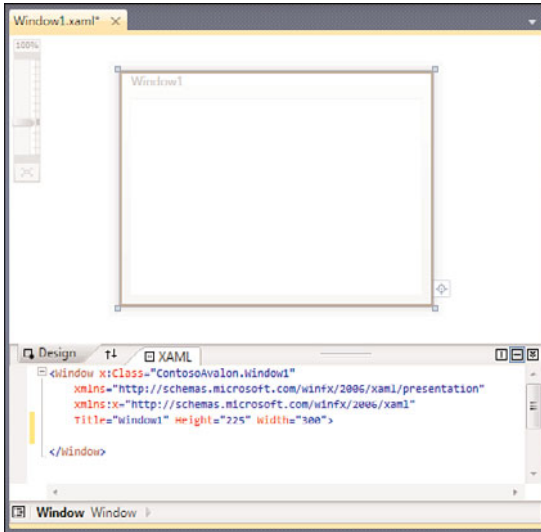 Window1.xaml* ×
100%
Window1
Design
XAML
<Window x:Class="ContosoAvalon.Window1"
xmlns="http://schemas.microsoft.com/winfx/2006/xaml/presentation"
xmlns:x="http://schemas.microsoft.com/winfx/2006/xaml"
Title="Window1" Height="225" Width="300">
</Window>
Window Window